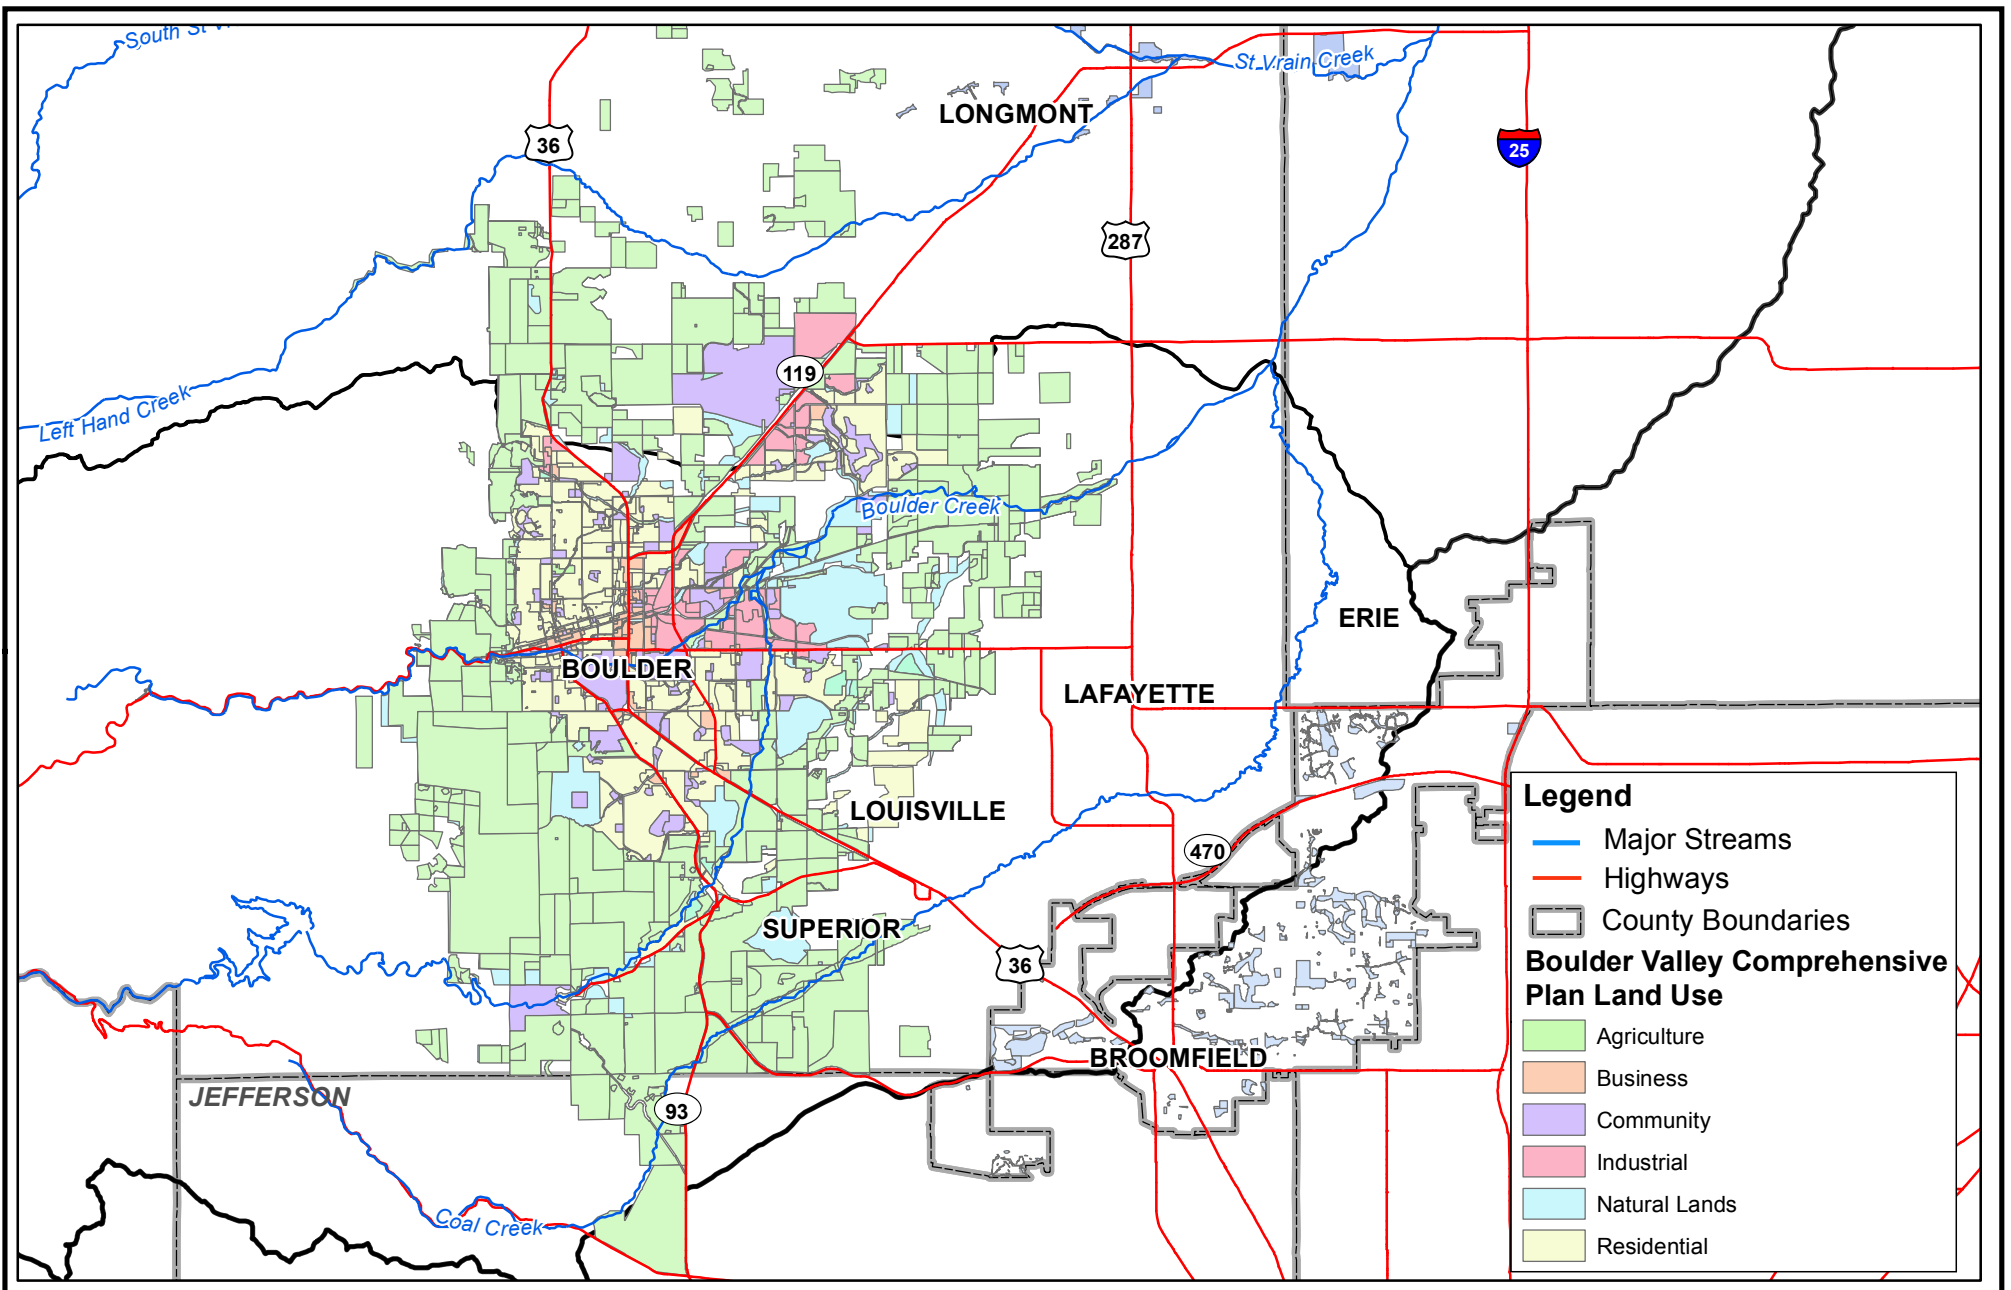 South St V
St Vrain Creek
LONGMONT
36
25
287
119
Left Hand Creek
Boulder Creek
ERIE
BOULDER
LAFAYETTE
LOUISVILLE
470
SUPERIOR
36
BROOMFIELD
JEFFERSON
93
Coal Creek
Legend
Major Streams
Highways
County Boundaries
Boulder Valley Comprehensive
Plan Land Use
Agriculture
Business
Community
Industrial
Natural Lands
Residential